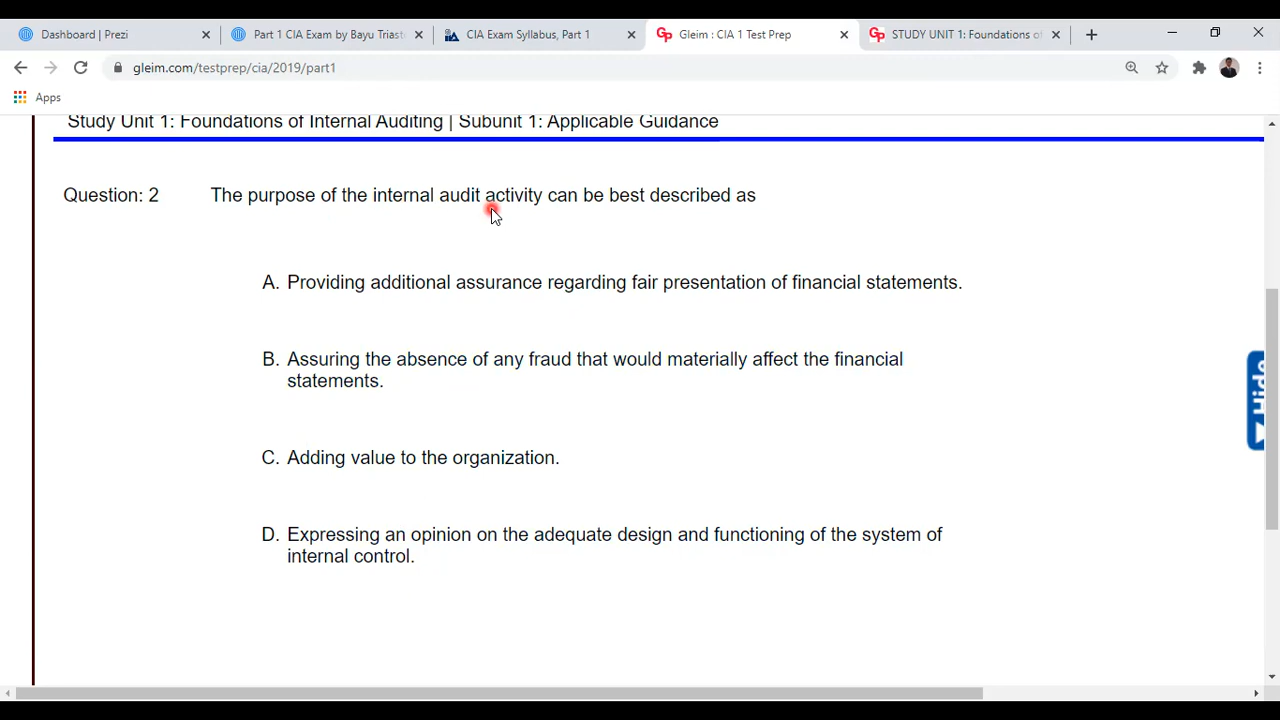 Dashboard | Prezi
Part 1 CIA Exam by Bayu Triast
CIA Exam Syllabus, Part 1
Gleim : CIA 1 Test Prep
STUDY UNIT 1: Foundations of
gleim.com/testprep/cia/2019/part1
Apps
Study Unit 1: Foundations of Internal Auditing | Subunit 1: Applicable Guidance
Question: 2 The purpose of the internal audit activity can be best described as
A. Providing additional assurance regarding fair presentation of financial statements.
B. Assuring the absence of any fraud that would materially affect the financial
statements.
C. Adding value to the organization.
D. Expressing an opinion on the adequate design and functioning of the system of
internal control.
Hide